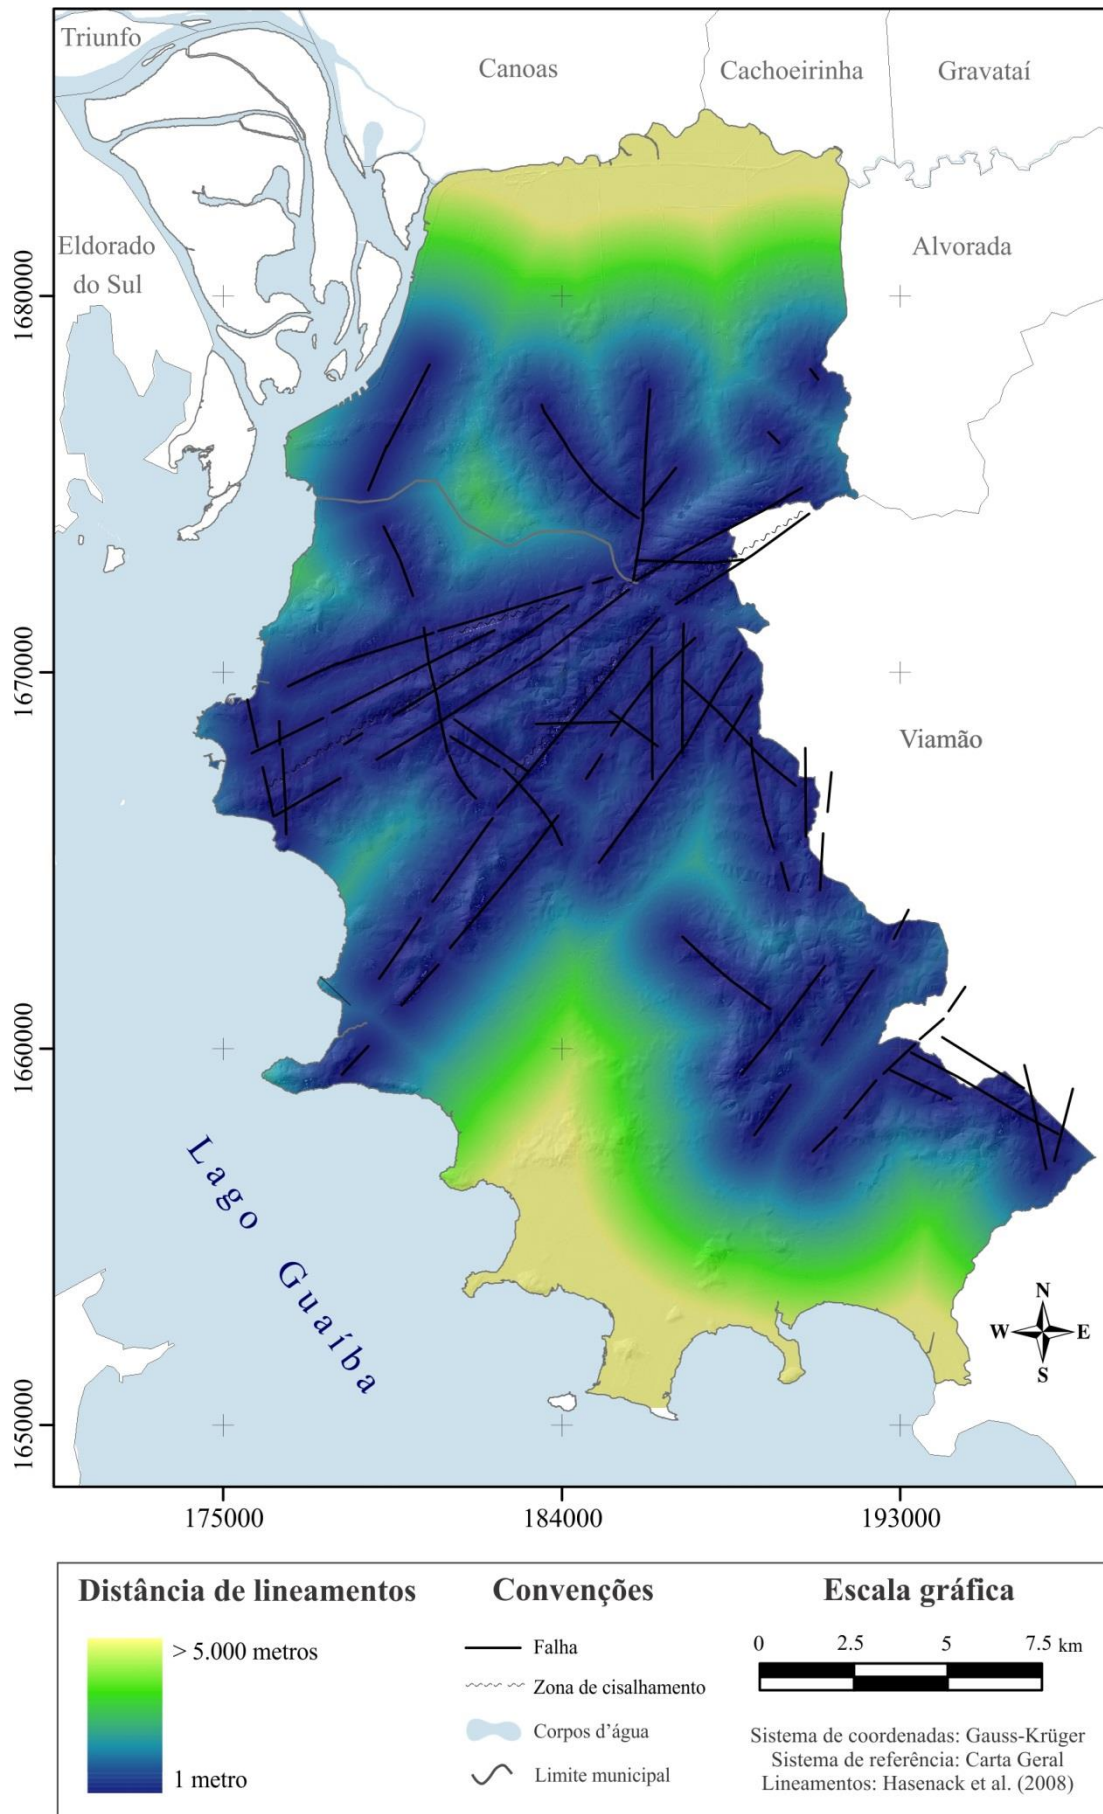 Triunfo
Canoas
Cachoeirinha
Gravataí
Eldorado
do Sul
Alvorada
Viamão
Lago Guaíba
N
W E
S
1680000
1670000
1660000
1650000
175000
184000
193000
Distância de lineamentos
> 5.000 metros
1 metro
Convenções
Falha
Zona de cisalhamento
Corpos d'água
Limite municipal
Escala gráfica
0 2.5 5 7.5 km
Sistema de coordenadas: Gauss-Krüger
Sistema de referência: Carta Geral
Lineamentos: Hasenack et al. (2008)